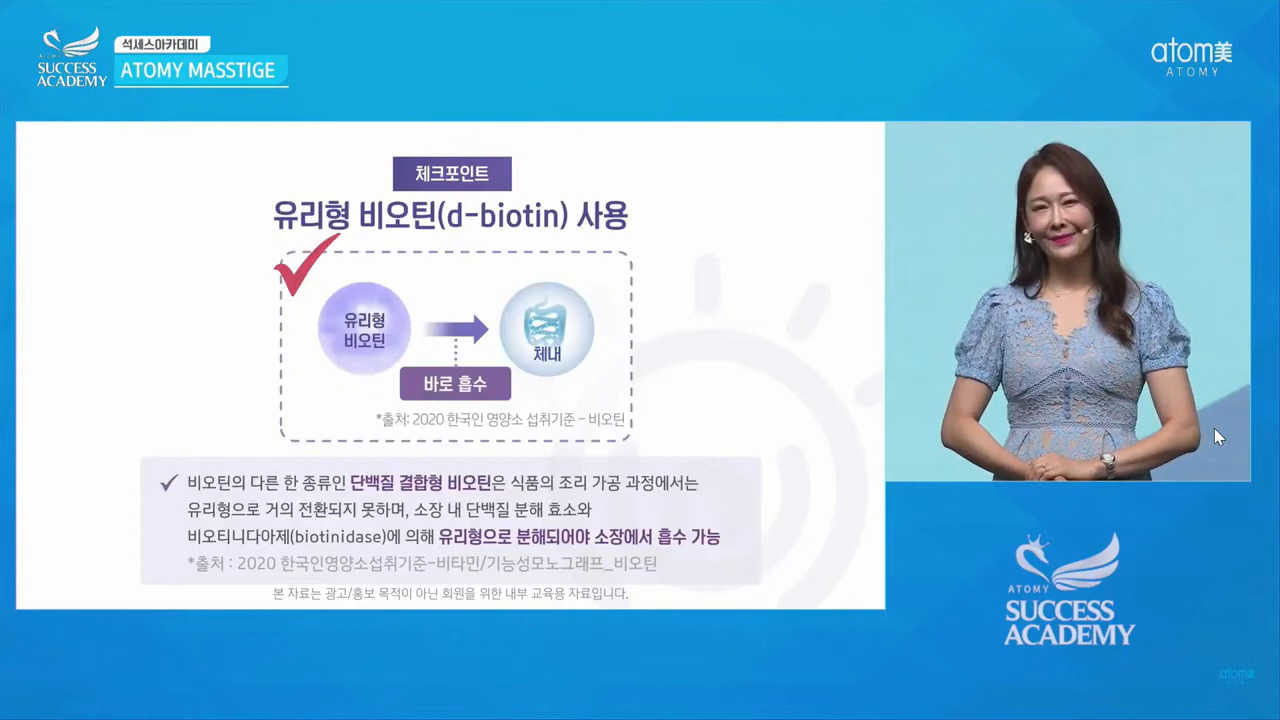 ATOMY
SUCCESS
ACADEMY
석세스아카데미
ATOMY MASSTIGE
atom美
ATOMY
체크포인트
유리형 비오틴(d-biotin) 사용
유리형
비오틴
체내
바로 흡수
*출처: 2020 한국인 영양소 섭취기준 - 비오틴
비오틴의 다른 한 종류인 단백질 결합형 비오틴은 식품의 조리 가공 과정에서는
유리형으로 거의 전환되지 못하며, 소장 내 단백질 분해 효소와
비오티니다아제(biotinidase)에 의해 유리형으로 분해되어야 소장에서 흡수 가능
*출처 : 2020 한국인영양소섭취기준-비타민/기능성모노그래프_비오틴
본 자료는 광고/홍보 목적이 아닌 회원을 위한 내부 교육용 자료입니다.
ATOMY
SUCCESS
ACADEMY
atom美